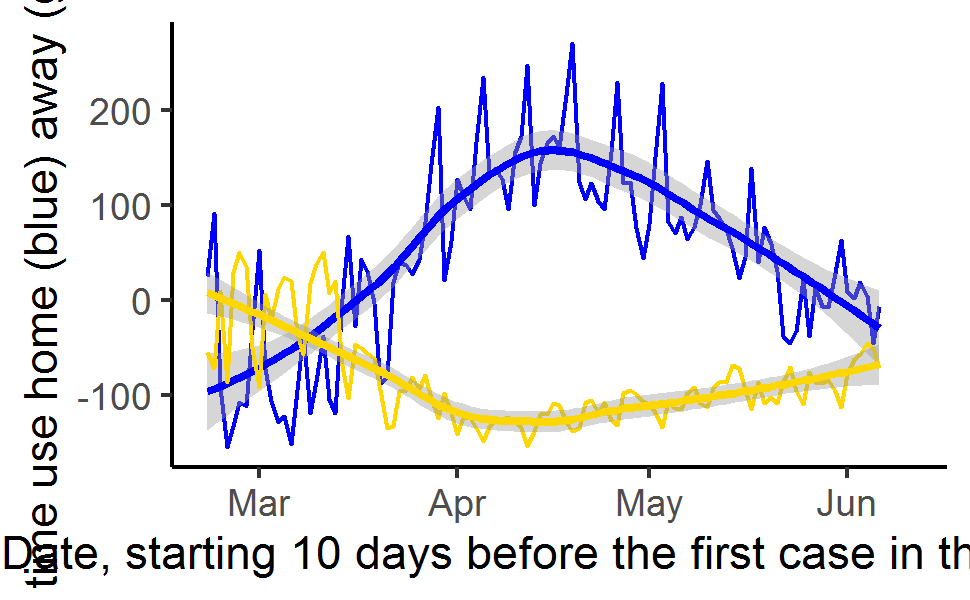 time use home (blue) away (
200
100
0
-100
Mar Apr May Jun
Date, starting 10 days before the first case in th